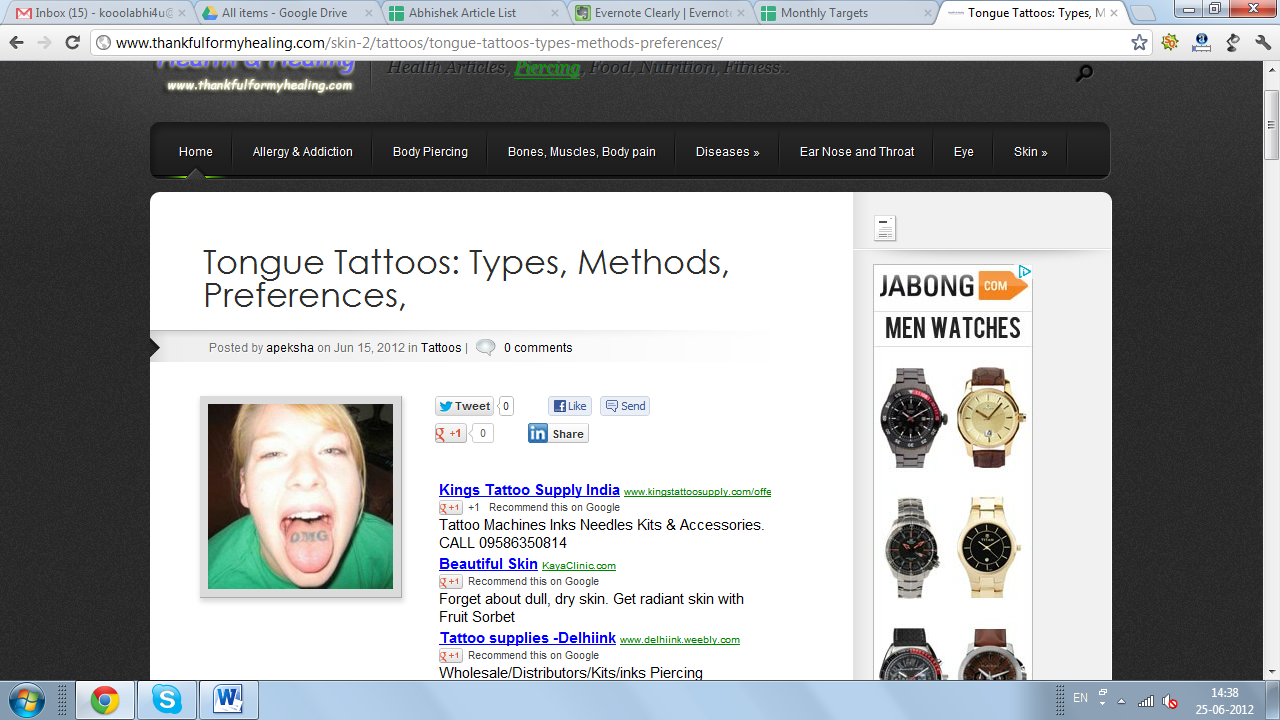 Inbox (15) - kooolabhi4u@
All items - Google Drive
Abhishek Article List
Evernote Clearly | Evernote
Monthly Targets
Tongue Tattoos: Types, M
www.thankfulformyhealing.com/skin-2/tattoos/tongue-tattoos-types-methods-preferences/
www.thankfulformyhealing.com
Health Articles, Piercing, Food, Nutrition, Fitness..
Home
Allergy & Addiction
Body Piercing
Bones, Muscles, Body pain
Diseases »
Ear Nose and Throat
Eye
Skin »
Tongue Tattoos: Types, Methods,
Preferences,
Posted by apeksha on Jun 15, 2012 in Tattoos | 0 comments
OMG
Tweet 0
Like
Send
+1 0
in Share
Kings Tattoo Supply India www.kingstattoosupply.com/offe
+1 +1 Recommend this on Google
Tattoo Machines Inks Needles Kits & Accessories.
CALL 09586350814
Beautiful Skin KayaClinic.com
+1 Recommend this on Google
Forget about dull, dry skin. Get radiant skin with
Fruit Sorbet
Tattoo supplies -Delhiink www.delhiink.weebly.com
+1 Recommend this on Google
Wholesale/Distributors/Kits/inks Piercing
JABONG COM
MEN WATCHES
TITAN
EN
14:38
25-06-2012